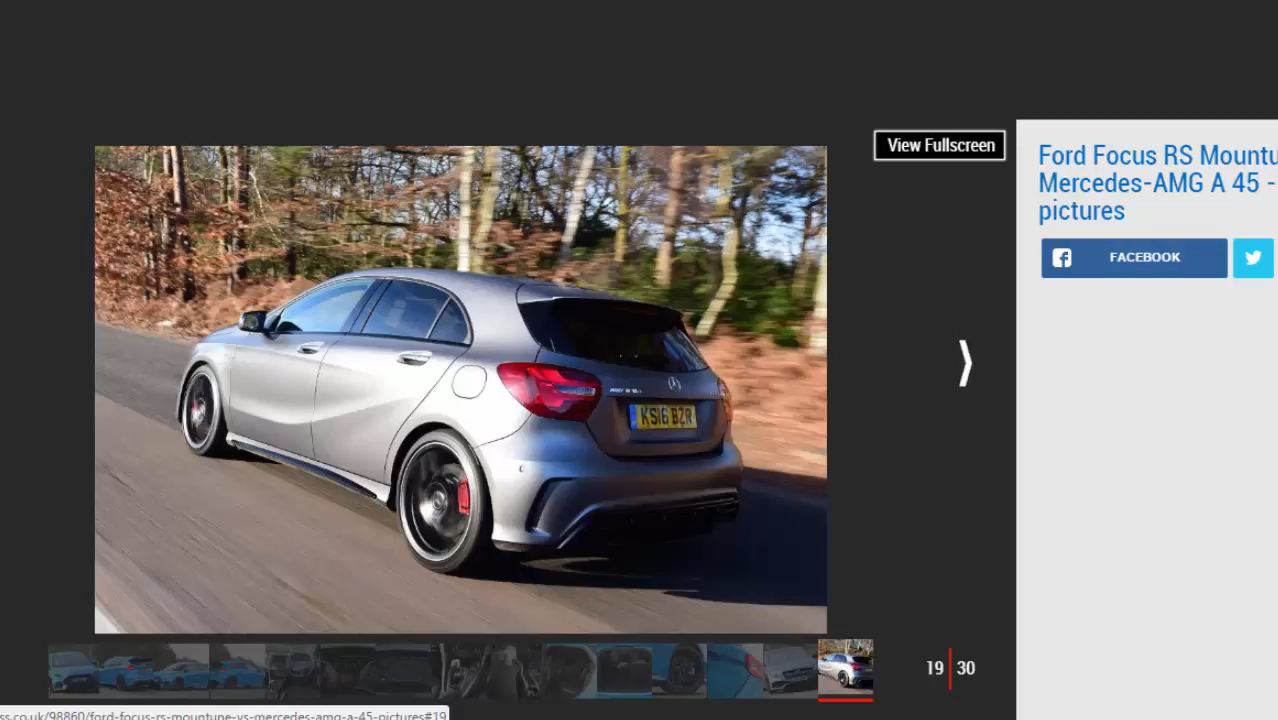 View Fullscreen
Ford Focus RS Mountu
Mercedes-AMG A 45 -
pictures
FACEBOOK
KS16 BZR
19 30
ss.co.uk/98860/ford-focus-rs-mountune-vs-mercedes-amg-a-45-pictures#19